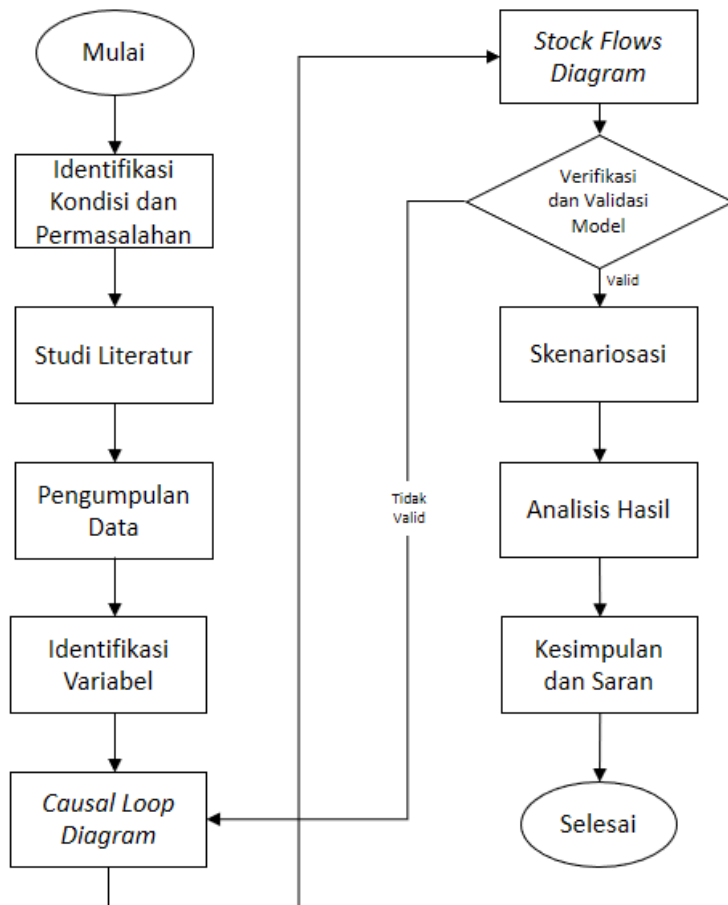 Mulai
Identifikasi
Kondisi dan
Permasalahan
Studi Literatur
Pengumpulan
Data
Identifikasi
Variabel
Causal Loop
Diagram
Stock Flows
Diagram
Verifikasi
dan Validasi
Model
Valid
Tidak
Valid
Skenariosasi
Analisis Hasil
Kesimpulan
dan Saran
Selesai